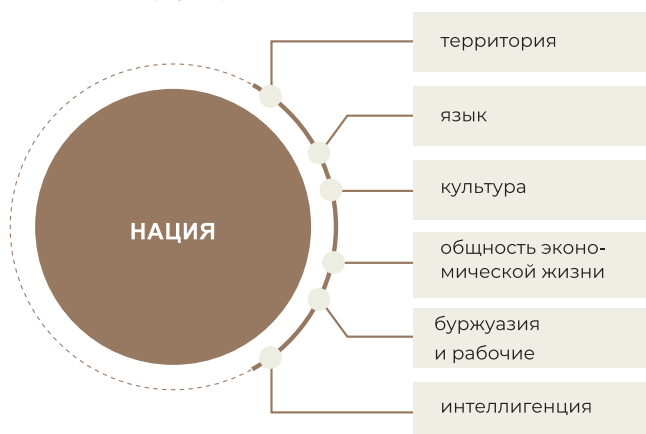 территория
язык
культура
НАЦИЯ
общность эконо-
мической жизни
буржуазия
и рабочие
интеллигенция